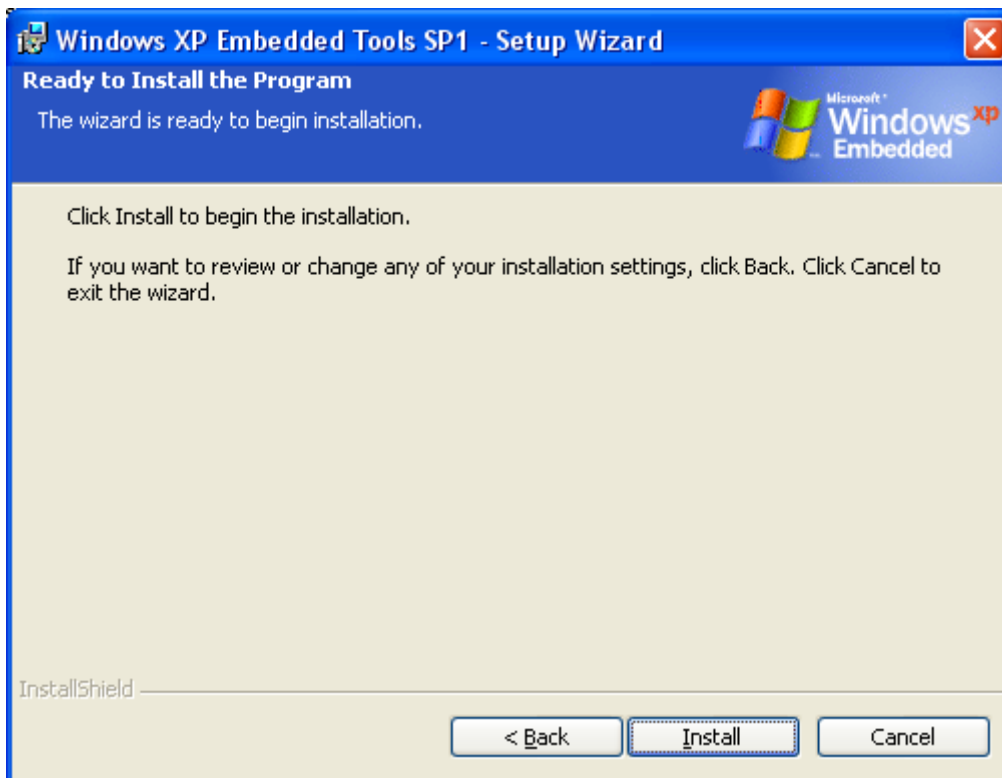 Windows XP Embedded Tools SP1 - Setup Wizard
Ready to Install the Program
The wizard is ready to begin installation.
Microsoft
Windows xp
Embedded
Click Install to begin the installation.
If you want to review or change any of your installation settings, click Back. Click Cancel to
exit the wizard.
InstallShield
< Back Install Cancel